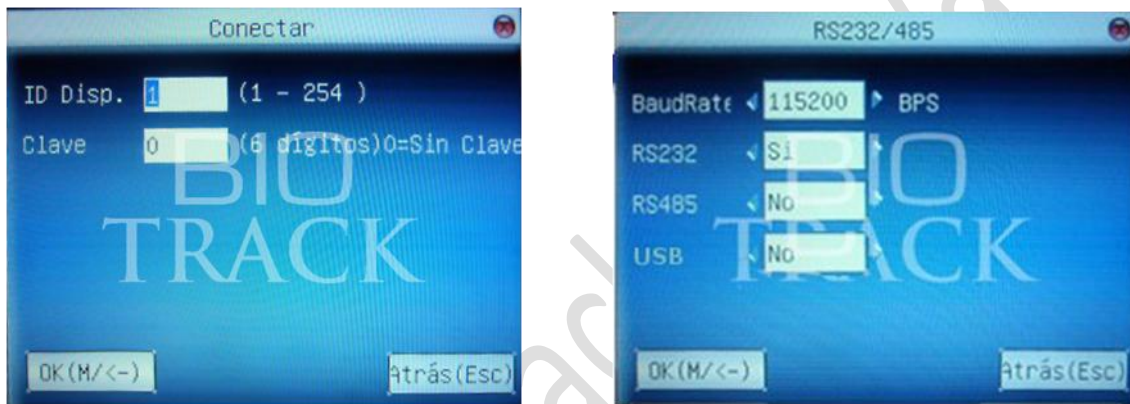 Conectar
ID Disp. 1 (1 - 254 )
Clave 0 (6 dígitos)0=Sin Clave
BIO
TRACK
OK(M/<-) Atrás(Esc)
RS232/485
BaudRate 115200 BPS
RS232 Si
RS485 No
USB No
BIO
TRACK
OK(M/<-) Atrás(Esc)